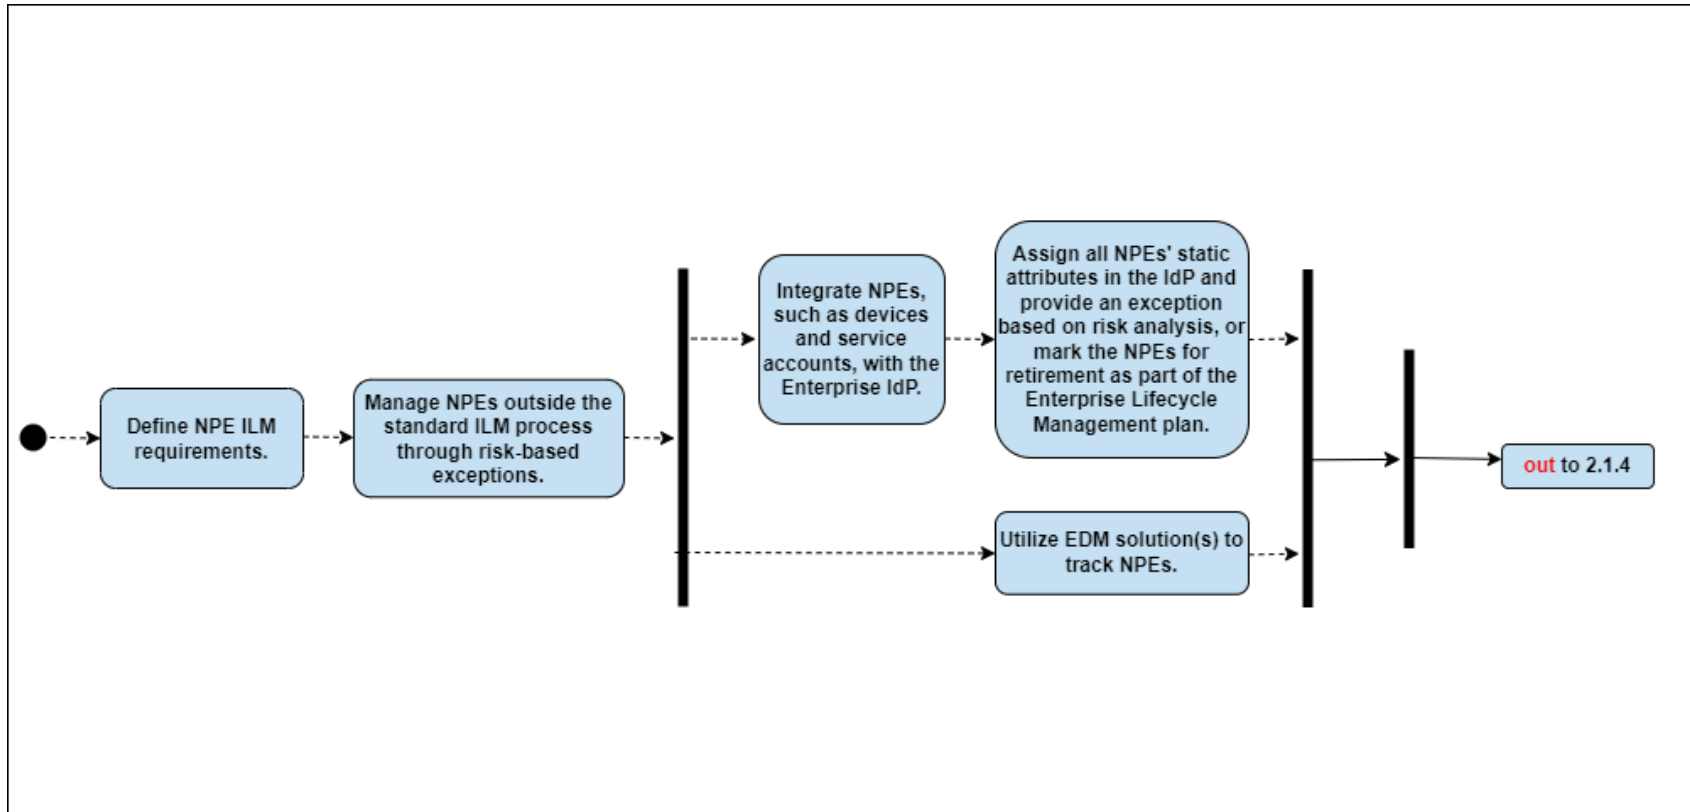 Define NPE ILM
requirements.
Manage NPEs outside the
standard ILM process
through risk-based
exceptions.
Integrate NPEs,
such as devices
and service
accounts, with the
Enterprise IdP.
Assign all NPEs' static
attributes in the IdP and
provide an exception
based on risk analysis, or
mark the NPEs for
retirement as part of the
Enterprise Lifecycle
Management plan.
Utilize EDM solution(s) to
track NPEs.
out to 2.1.4